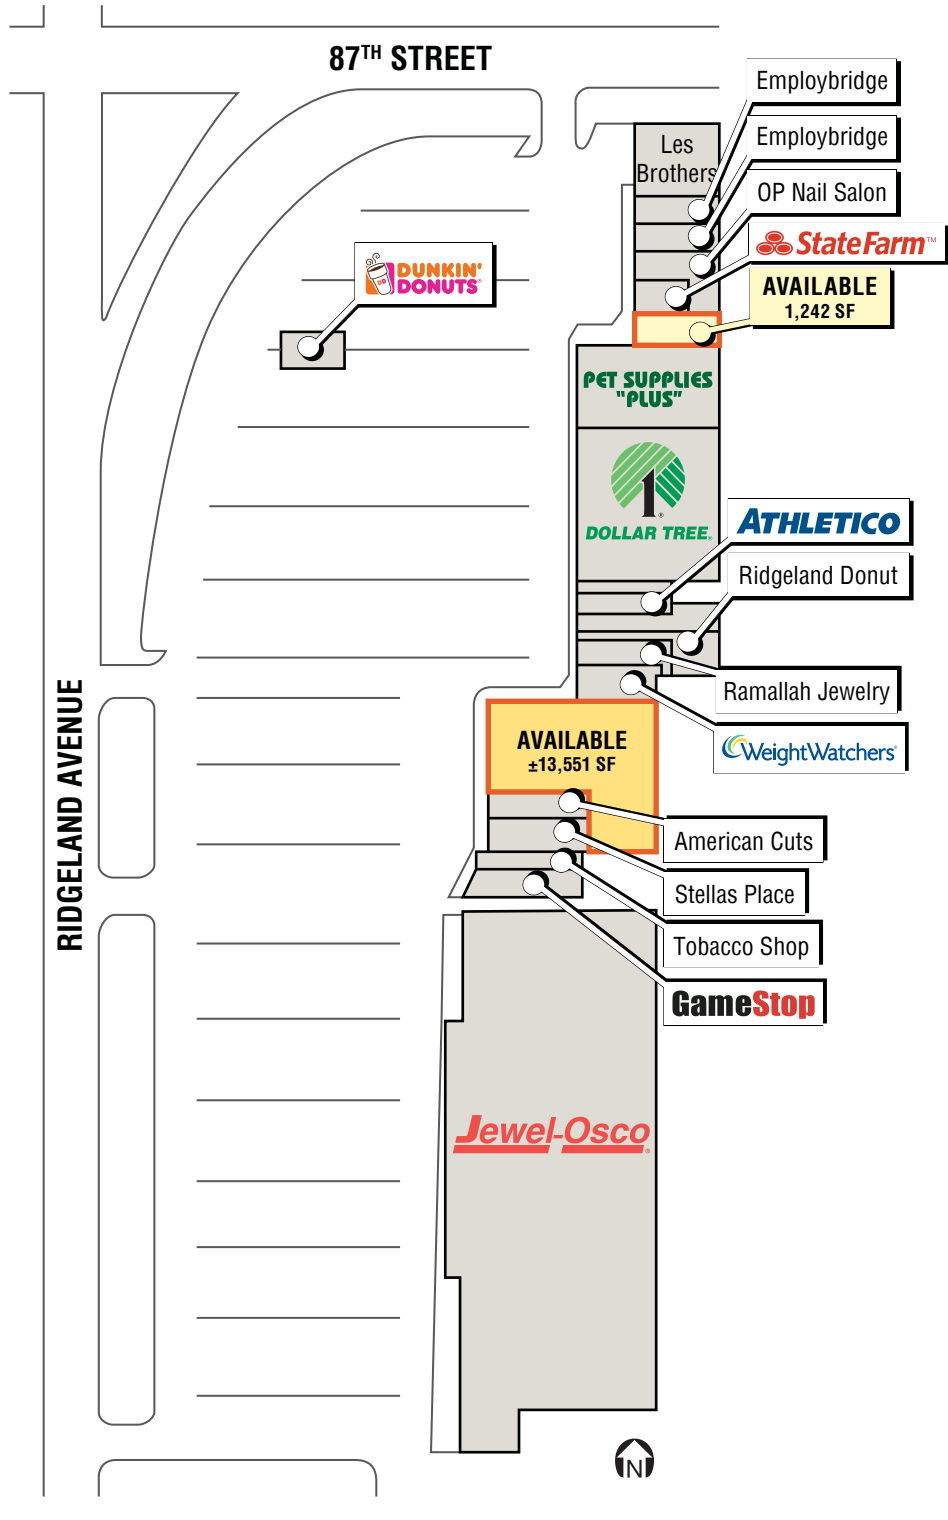 87TH STREET
Employbridge
Les
Brothers
Employbridge
OP Nail Salon
StateFarm™
DUNKIN'
DONUTS®
AVAILABLE
1,242 SF
PET SUPPLIES
"PLUS"
1
DOLLAR TREE®
ATHLETICO
Ridgeland Donut
Ramallah Jewelry
RIDGELAND AVENUE
AVAILABLE
±13,551 SF
WeightWatchers®
American Cuts
Stellas Place
Tobacco Shop
GameStop
Jewel-Osco®
N